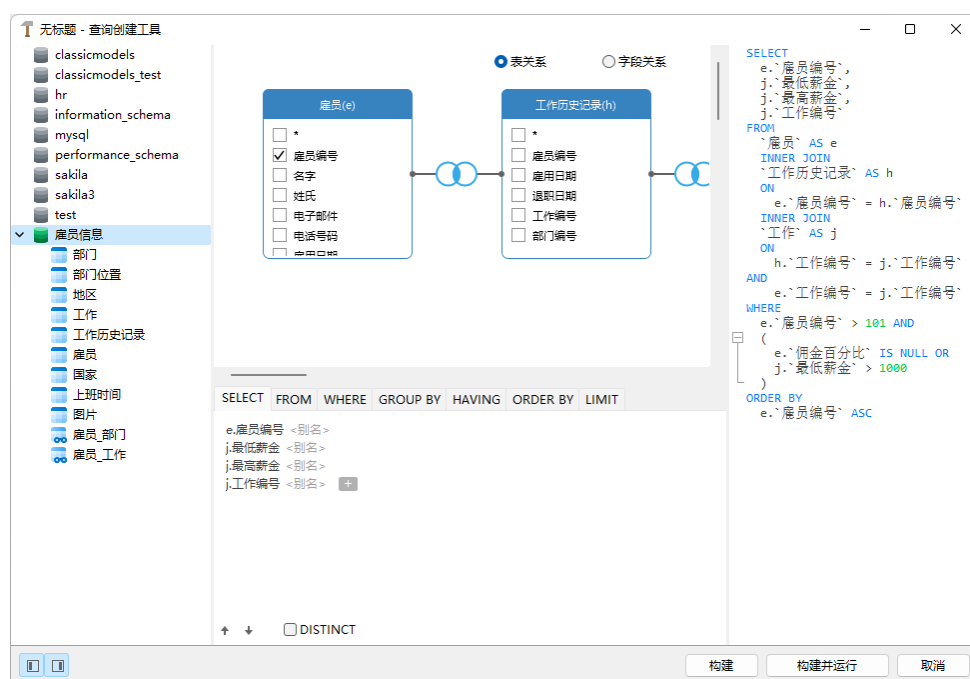 无标题 - 查询创建工具
classicmodels
classicmodels_test
hr
information_schema
mysql
performance_schema
sakila
sakila3
test
雇员信息
部门
部门位置
地区
工作
工作历史记录
雇员
国家
上班时间
图片
雇员_部门
雇员_工作
表关系 字段关系
雇员(e)
*
雇员编号
名字
姓氏
电子邮件
电话号码
雇用日期
工作历史记录(h)
*
雇员编号
雇用日期
退职日期
工作编号
部门编号
SELECT FROM WHERE GROUP BY HAVING ORDER BY LIMIT
e.雇员编号 <别名>
j.最低薪金 <别名>
j.最高薪金 <别名>
j.工作编号 <别名> +
DISTINCT
SELECT
e.`雇员编号`,
j.`最低薪金`,
j.`最高薪金`,
j.`工作编号`
FROM
`雇员` AS e
INNER JOIN
`工作历史记录` AS h
ON
e.`雇员编号` = h.`雇员编号`
INNER JOIN
`工作` AS j
ON
h.`工作编号` = j.`工作编号`
AND
e.`工作编号` = j.`工作编号`
WHERE
e.`雇员编号` > 101 AND
(
e.`佣金百分比` IS NULL OR
j.`最低薪金` > 1000
)
ORDER BY
e.`雇员编号` ASC
构建 构建并运行 取消